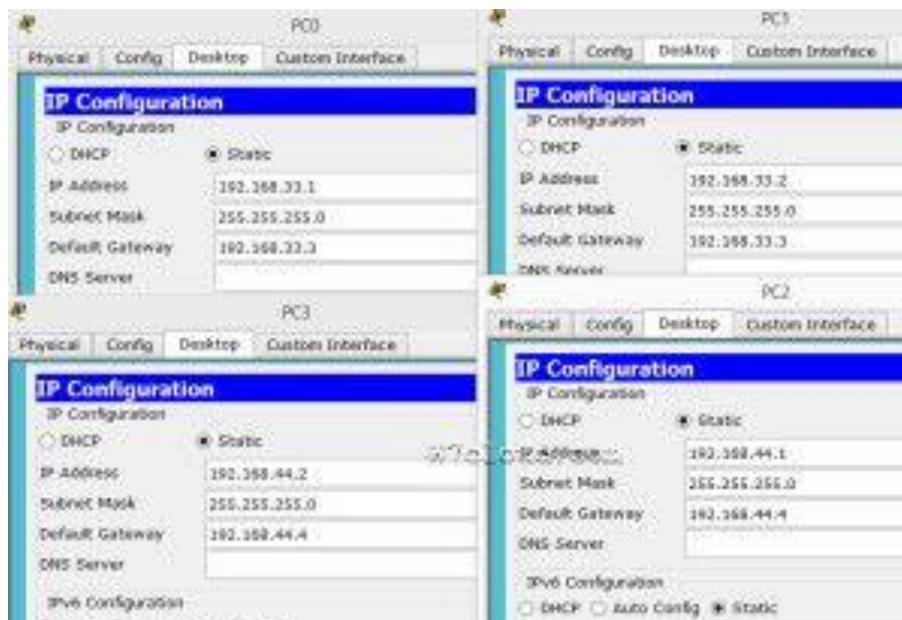 PC0
Physical Config Desktop Custom Interface
IP Configuration
IP Configuration
DHCP Static
IP Address 192.168.33.1
Subnet Mask 255.255.255.0
Default Gateway 192.168.33.3
DNS Server
PC1
Physical Config Desktop Custom Interface
IP Configuration
IP Configuration
DHCP Static
IP Address 192.168.33.2
Subnet Mask 255.255.255.0
Default Gateway 192.168.33.3
DNS Server
PC3
Physical Config Desktop Custom Interface
IP Configuration
IP Configuration
DHCP Static
IP Address 192.168.44.2
Subnet Mask 255.255.255.0
Default Gateway 192.168.44.4
DNS Server
IPv6 Configuration
PC2
Physical Config Desktop Custom Interface
IP Configuration
IP Configuration
DHCP Static
IP Address 192.168.44.1
Subnet Mask 255.255.255.0
Default Gateway 192.168.44.4
DNS Server
IPv6 Configuration
DHCP Auto Config Static